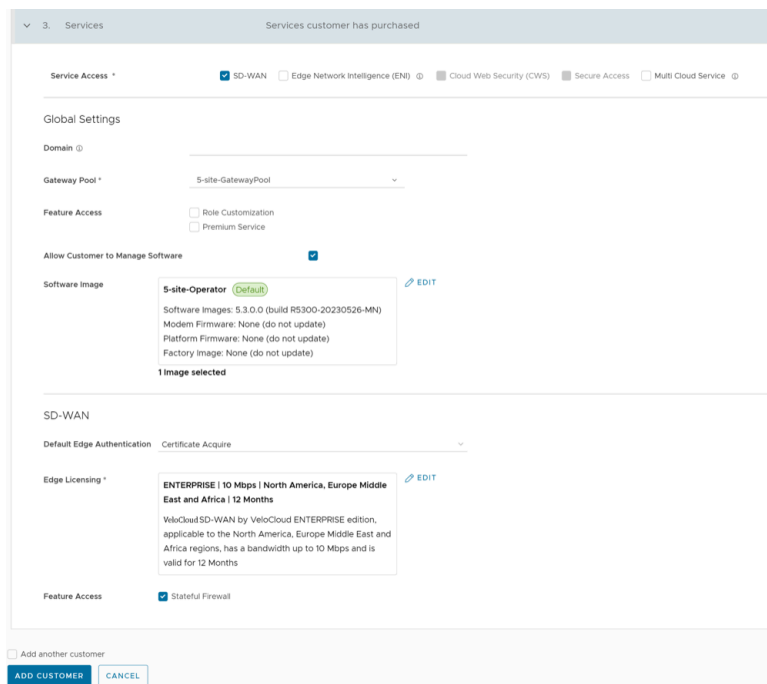 3. Services Services customer has purchased
Service Access * SD-WAN Edge Network Intelligence (ENI) Cloud Web Security (CWS) Secure Access Multi Cloud Service
Global Settings
Domain
Gateway Pool * 5-site-GatewayPool
Feature Access Role Customization
Premium Service
Allow Customer to Manage Software
Software Image 5-site-Operator Default EDIT
Software Images: 5.3.0.0 (build R5300-20230526-MN)
Modem Firmware: None (do not update)
Platform Firmware: None (do not update)
Factory Image: None (do not update)
1 Image selected
SD-WAN
Default Edge Authentication Certificate Acquire
Edge Licensing * ENTERPRISE | 10 Mbps | North America, Europe Middle EDIT
East and Africa | 12 Months
VeloCloud SD-WAN by VeloCloud ENTERPRISE edition,
applicable to the North America, Europe Middle East and
Africa regions, has a bandwidth up to 10 Mbps and is
valid for 12 Months
Feature Access Stateful Firewall
Add another customer
ADD CUSTOMER CANCEL